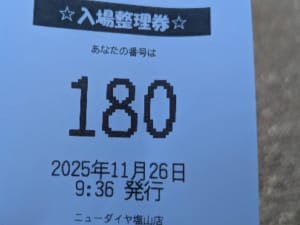 ☆入場整理券☆
あなたの番号は
180
2025年11月26日
9:36 発行
ニューダイヤ塩山店